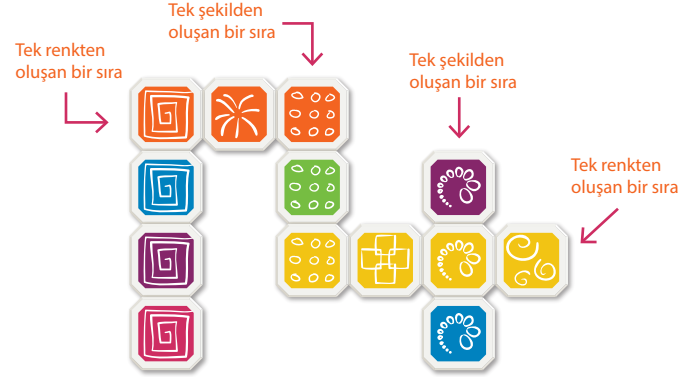 Tek şekilden
oluşan bir sıra
Tek renkten
oluşan bir sıra
Tek şekilden
oluşan bir sıra
Tek renkten
oluşan bir sıra